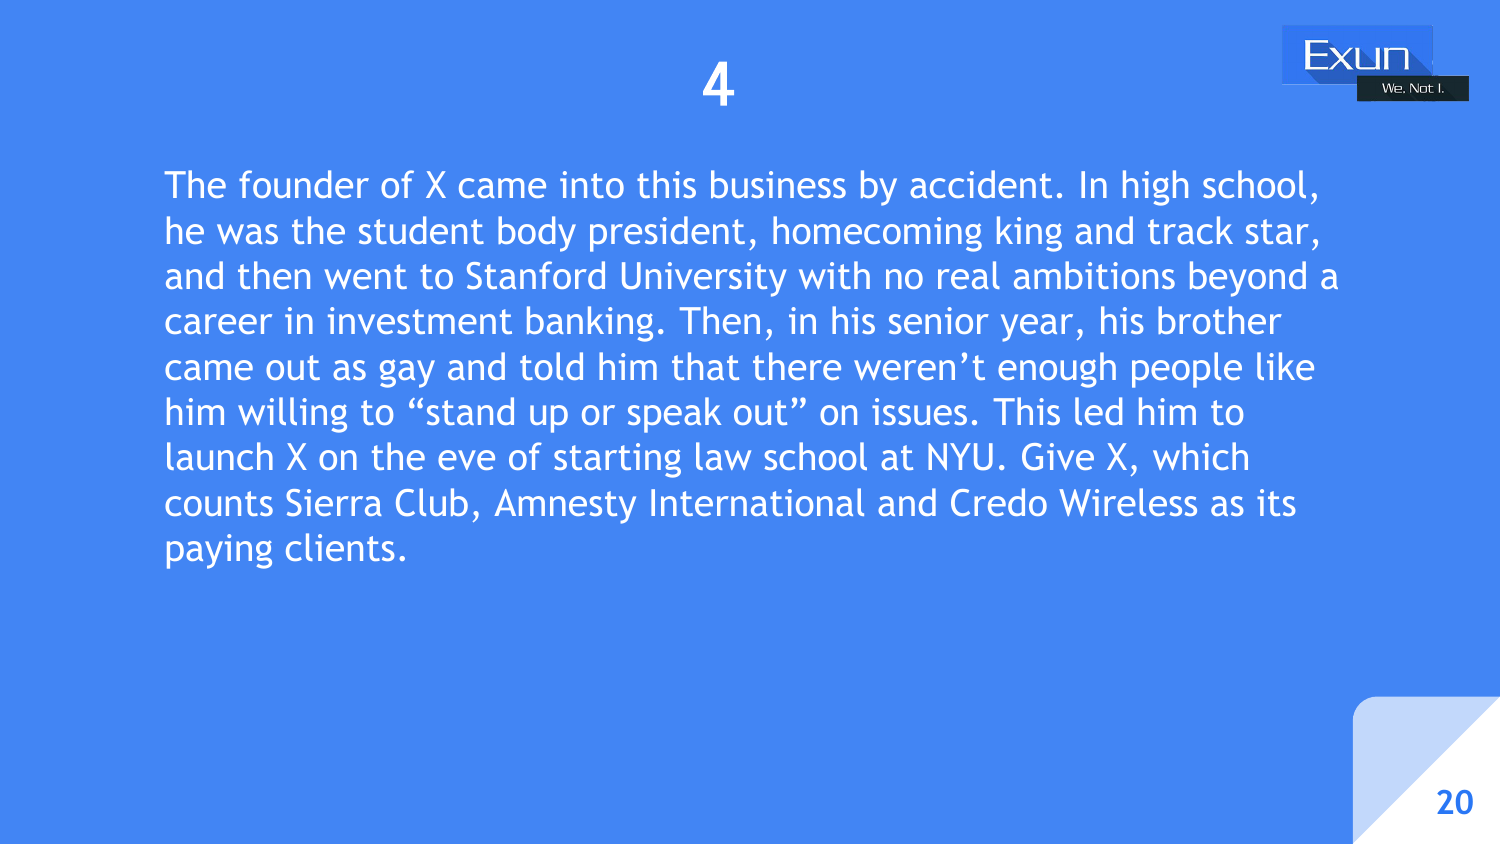 4
Exun
We. Not I.
The founder of X came into this business by accident. In high school,
he was the student body president, homecoming king and track star,
and then went to Stanford University with no real ambitions beyond a
career in investment banking. Then, in his senior year, his brother
came out as gay and told him that there weren’t enough people like
him willing to “stand up or speak out” on issues. This led him to
launch X on the eve of starting law school at NYU. Give X, which
counts Sierra Club, Amnesty International and Credo Wireless as its
paying clients.
20